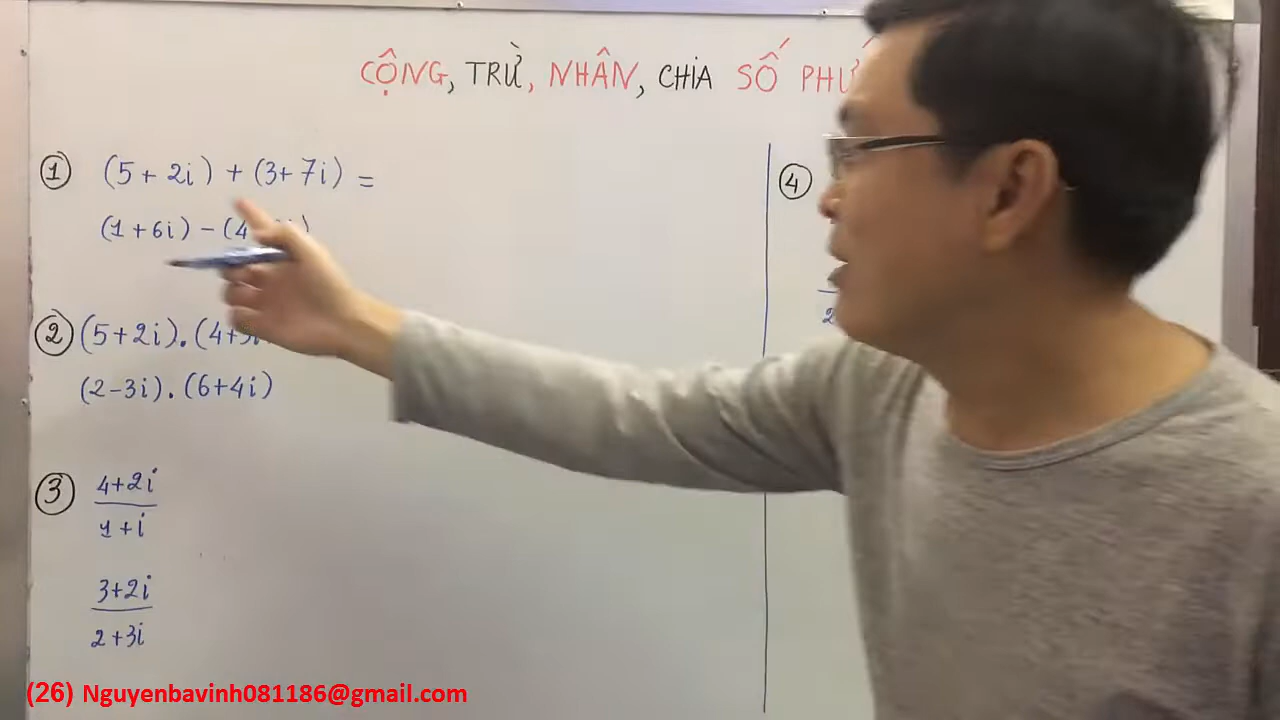 CỘNG, TRỪ, NHÂN, CHIA SỐ
1 (5 + 2i) + (3 + 7i) =
(1 + 6i) - (4
2 (5+2i).(4+
(2-3i).(6+4i)
3 4+2i
1+i
3+2i
2+3i
4
2
(26) Nguyenbavinh081186@gmail.com